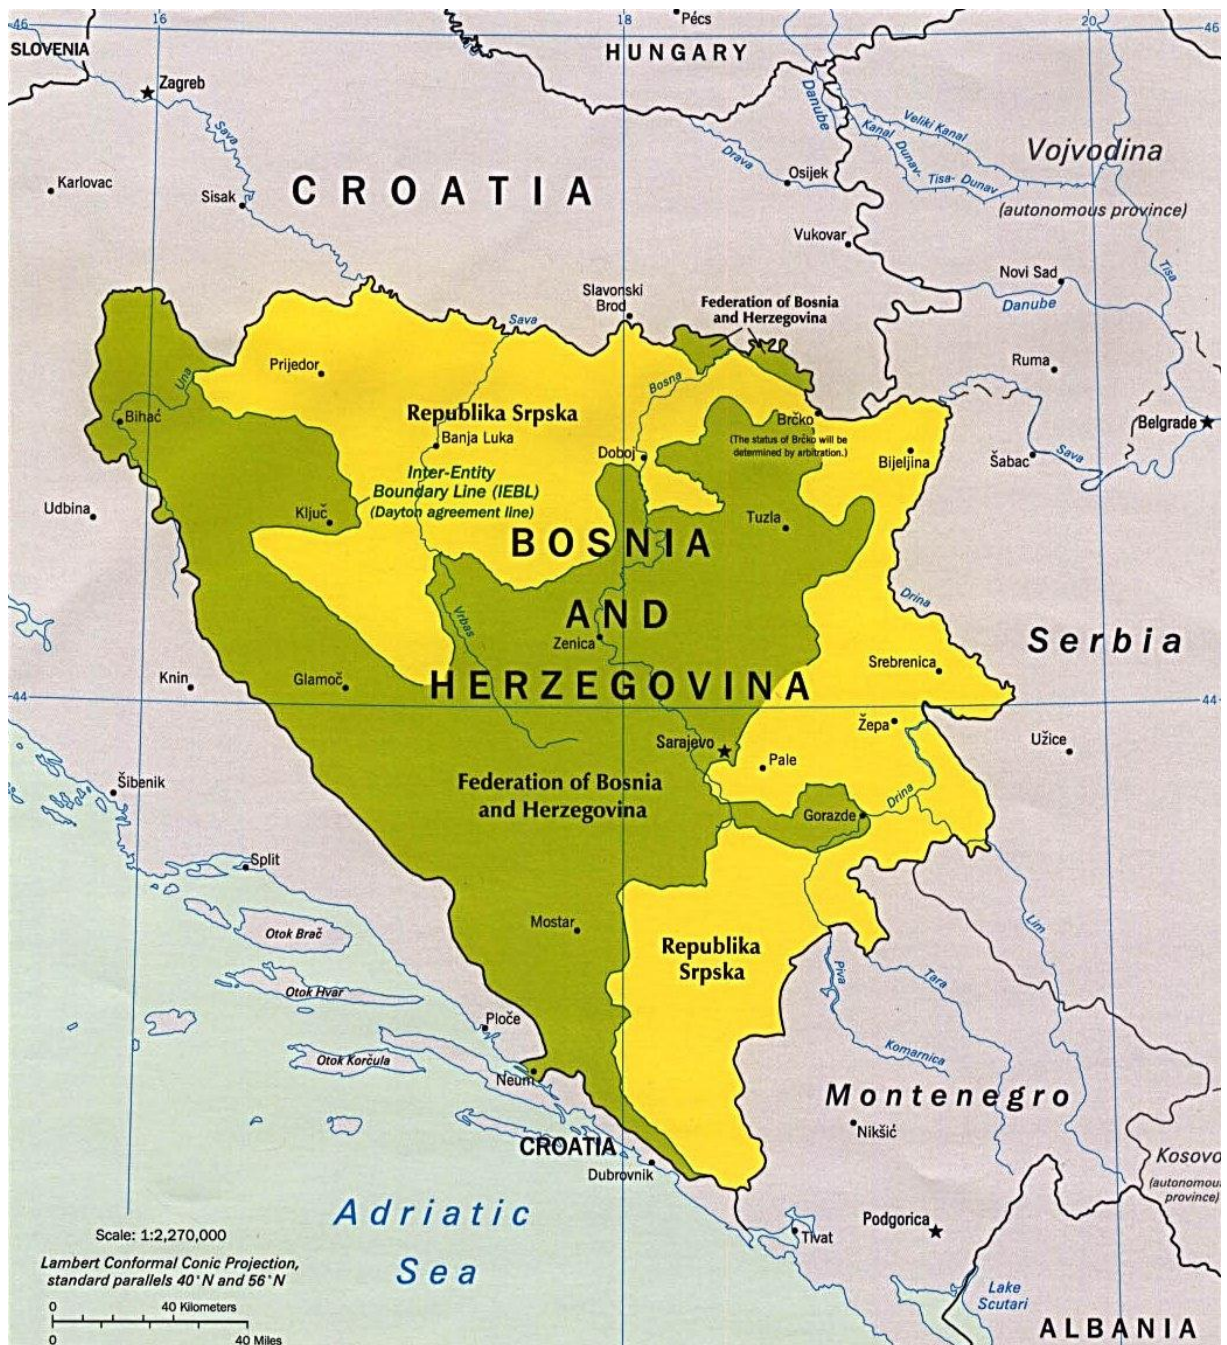 46
16
18
20
46
SLOVENIA
Pécs
HUNGARY
Zagreb
Sava
Danube
Veliki Kanal
Kanal Dunav-
Tisa-Dunav
Drava
Vojvodina
(autonomous province)
Karlovac
Sisak
CROATIA
Osijek
Vukovar
Novi Sad
Tisa
Danube
Slavonski
Brod
Federation of Bosnia
and Herzegovina
Sava
Prijedor
Una
Bosna
Ruma
Bihać
Republika Srpska
Brčko
(The status of Brčko will be
determined by arbitration.)
Belgrade
Banja Luka
Doboj
Bijeljina
Šabac
Sava
Inter-Entity
Boundary Line (IEBL)
(Dayton agreement line)
Udbina
Ključ
Tuzla
BOSNIA
AND
HERZEGOVINA
Vrbas
Zenica
Drina
Serbia
Srebrenica
Knin
Glamoč
44
44
Žepa
Užice
Sarajevo
Pale
Šibenik
Federation of Bosnia
and Herzegovina
Drina
Gorazde
Split
Mostar
Otok Brač
Republika
Srpska
Lim
Otok Hvar
Piva
Tara
Ploče
Komarnica
Otok Korčula
Neum
Montenegro
Nikšić
CROATIA
Dubrovnik
Kosovo
(autonomous
province)
Adriatic
Sea
Podgorica
Tivat
Scale: 1:2,270,000
Lambert Conformal Conic Projection,
standard parallels 40°N and 56°N
0 40 Kilometers
0 40 Miles
Lake
Scutari
ALBANIA